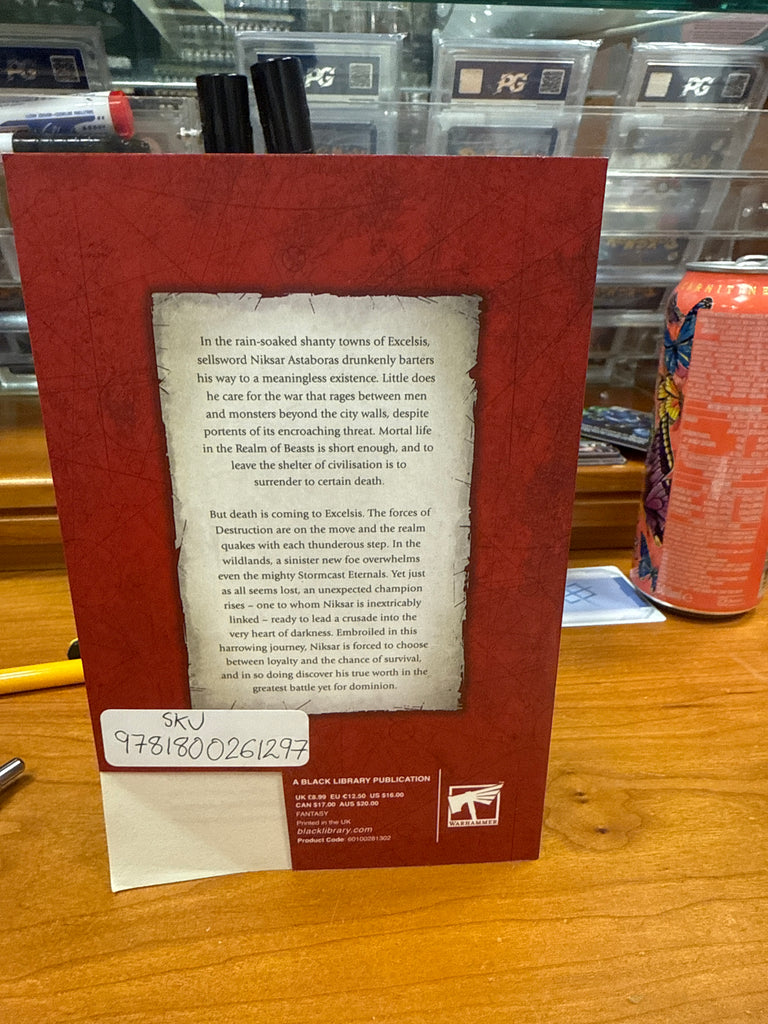 PG
PG
PG
PG
In the rain-soaked shanty towns of Excelsis,
sellsword Niksar Astaboras drunkenly barters
his way to a meaningless existence. Little does
he care for the war that rages between men
and monsters beyond the city walls, despite
portents of its encroaching threat. Mortal life
in the Realm of Beasts is short enough, and to
leave the shelter of civilisation is to
surrender to certain death.
But death is coming to Excelsis. The forces of
Destruction are on the move and the realm
quakes with each thunderous step. In the
wildlands, a sinister new foe overwhelms
even the mighty Stormcast Eternals. Yet just
as all seems lost, an unexpected champion
rises – one to whom Niksar is inextricably
linked – ready to lead a crusade into the
very heart of darkness. Embroiled in this
harrowing journey, Niksar is forced to choose
between loyalty and the chance of survival,
and in so doing discover his true worth in the
greatest battle yet for dominion.
SKU
9781800261297
A BLACK LIBRARY PUBLICATION
UK £8.99 EU €12.50 US $16.00
CAN $17.00 AUS $20.00
FANTASY
Printed in the UK
blacklibrary.com
Product Code: 60100281302
WARHAMMER